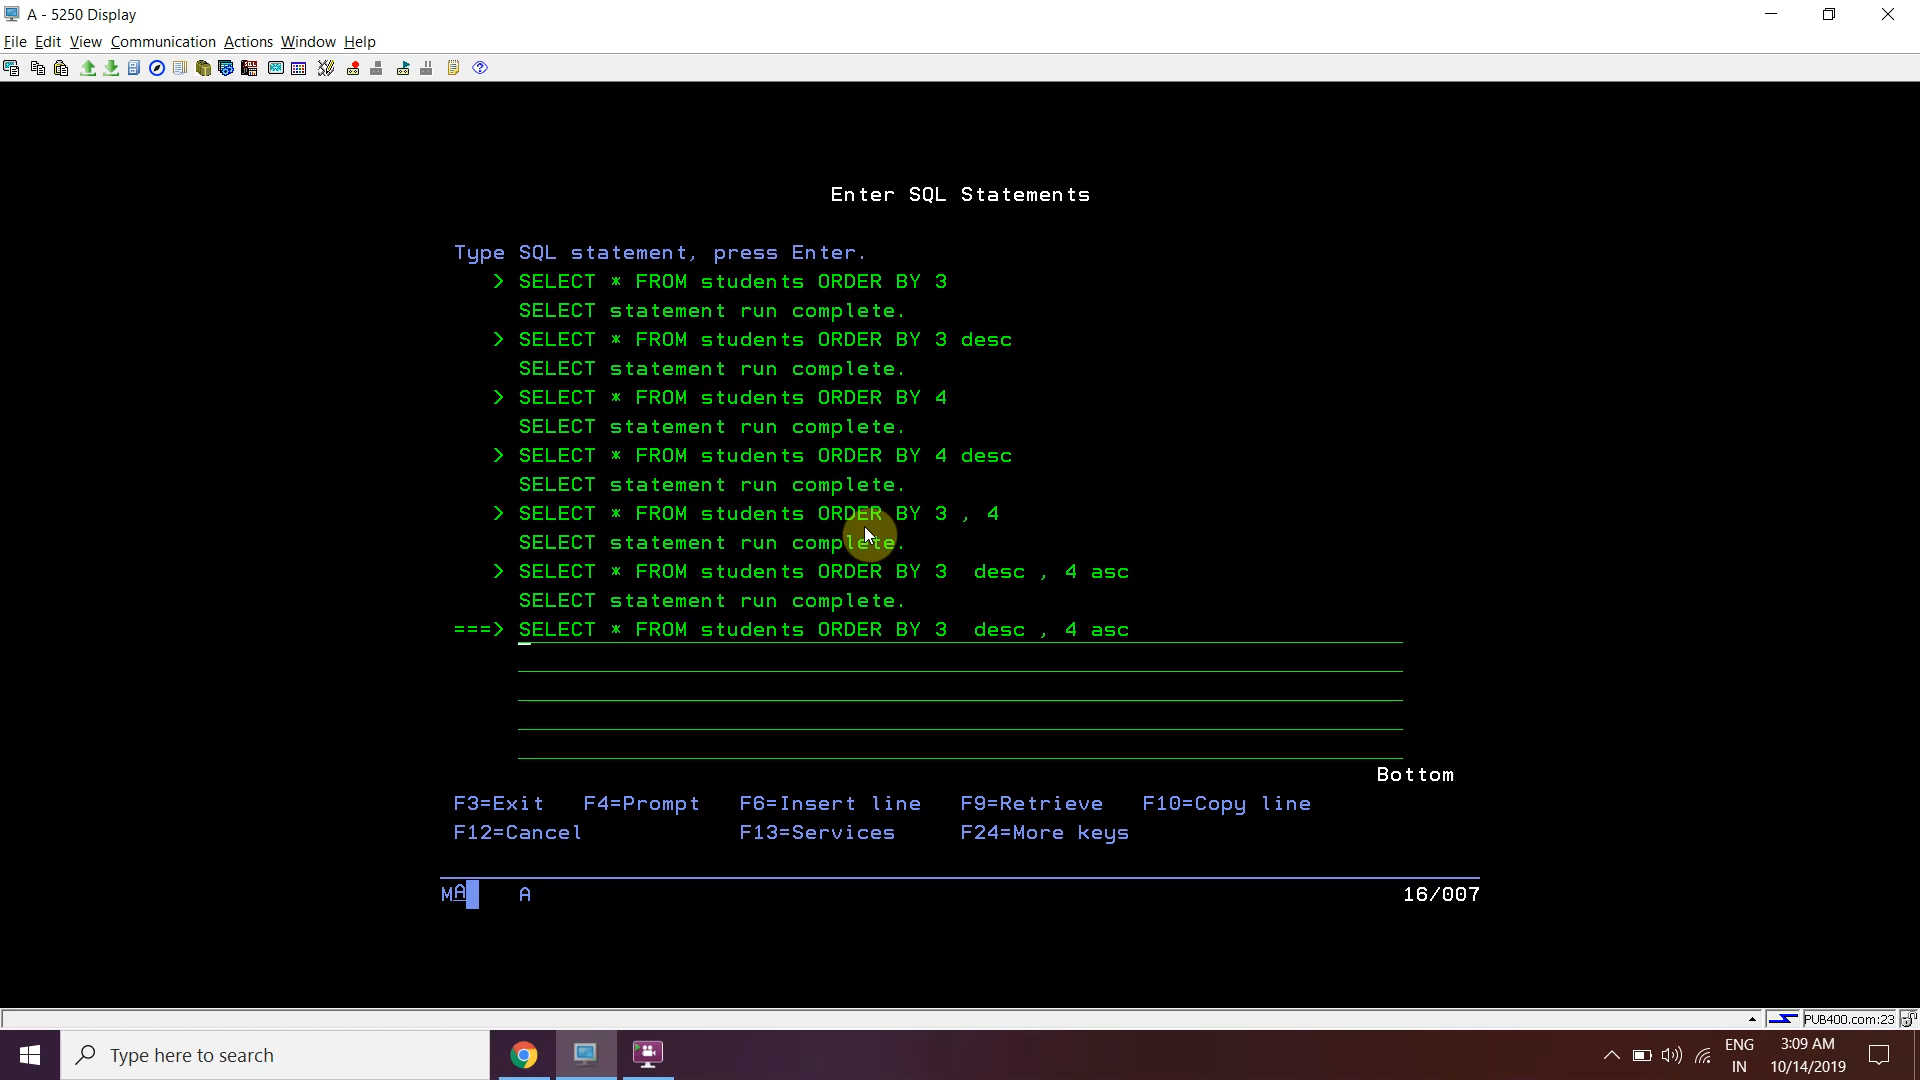 A - 5250 Display
File Edit View Communication Actions Window Help
Enter SQL Statements
Type SQL statement, press Enter.
> SELECT * FROM students ORDER BY 3
SELECT statement run complete.
> SELECT * FROM students ORDER BY 3 desc
SELECT statement run complete.
> SELECT * FROM students ORDER BY 4
SELECT statement run complete.
> SELECT * FROM students ORDER BY 4 desc
SELECT statement run complete.
> SELECT * FROM students ORDER BY 3 , 4
SELECT statement run complete.
> SELECT * FROM students ORDER BY 3  desc , 4 asc
SELECT statement run complete.
===> SELECT * FROM students ORDER BY 3  desc , 4 asc
Bottom
F3=Exit F4=Prompt F6=Insert line F9=Retrieve F10=Copy line
F12=Cancel F13=Services F24=More keys
MA A 16/007
PUB400.com:23
Type here to search
ENG
IN
3:09 AM
10/14/2019